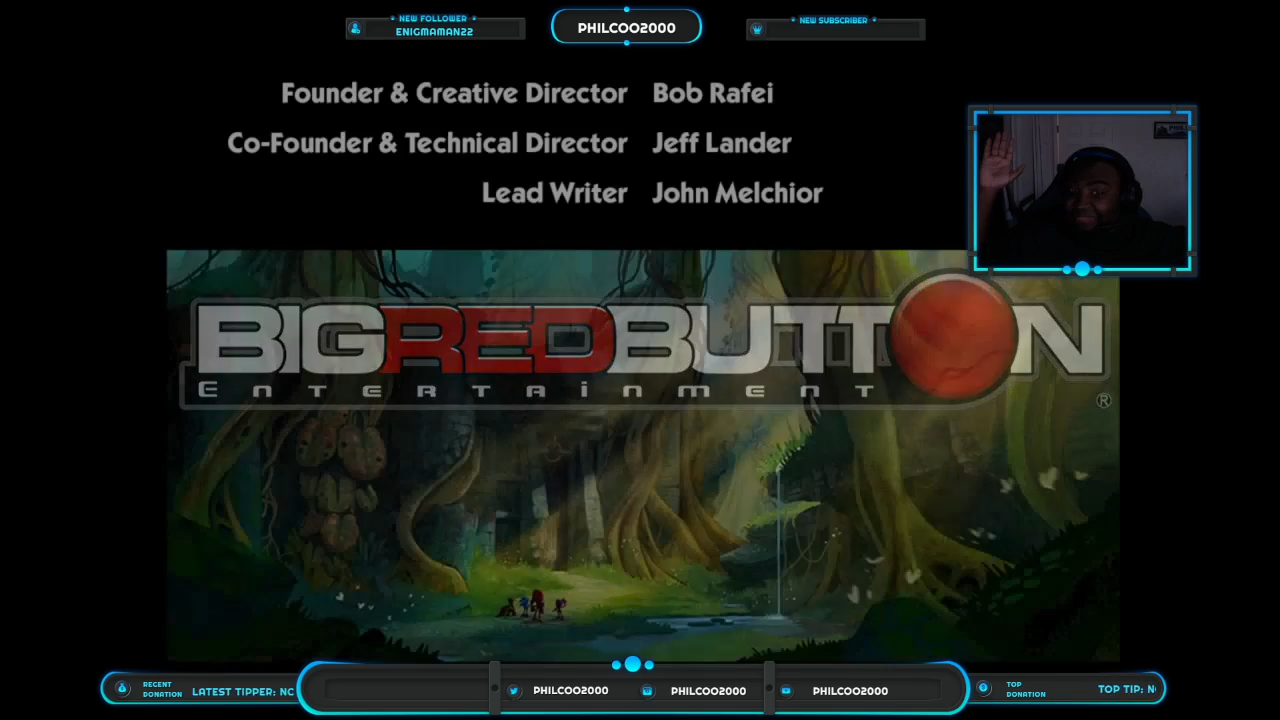 NEW FOLLOWER
ENIGMAMAN22
PHILCOO2000
NEW SUBSCRIBER
Founder & Creative Director Bob Rafei
Co-Founder & Technical Director Jeff Lander
Lead Writer John Melchior
BIGREDBUTTON
ENTERTAiNMENT
®
RECENT DONATION
LATEST TIPPER: NC
PHILCOO2000
PHILCOO2000
PHILCOO2000
TOP DONATION
TOP TIP: N